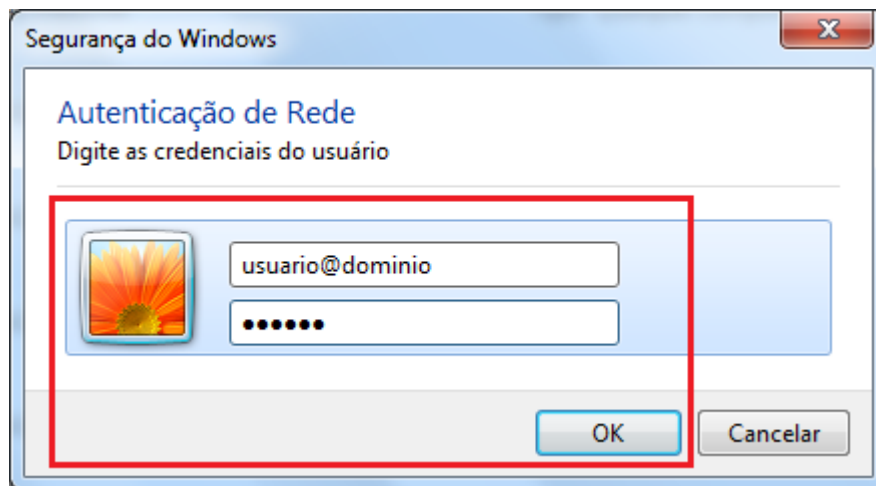 Segurança do Windows
Autenticação de Rede
Digite as credenciais do usuário
usuario@dominio
●●●●●●
OK
Cancelar